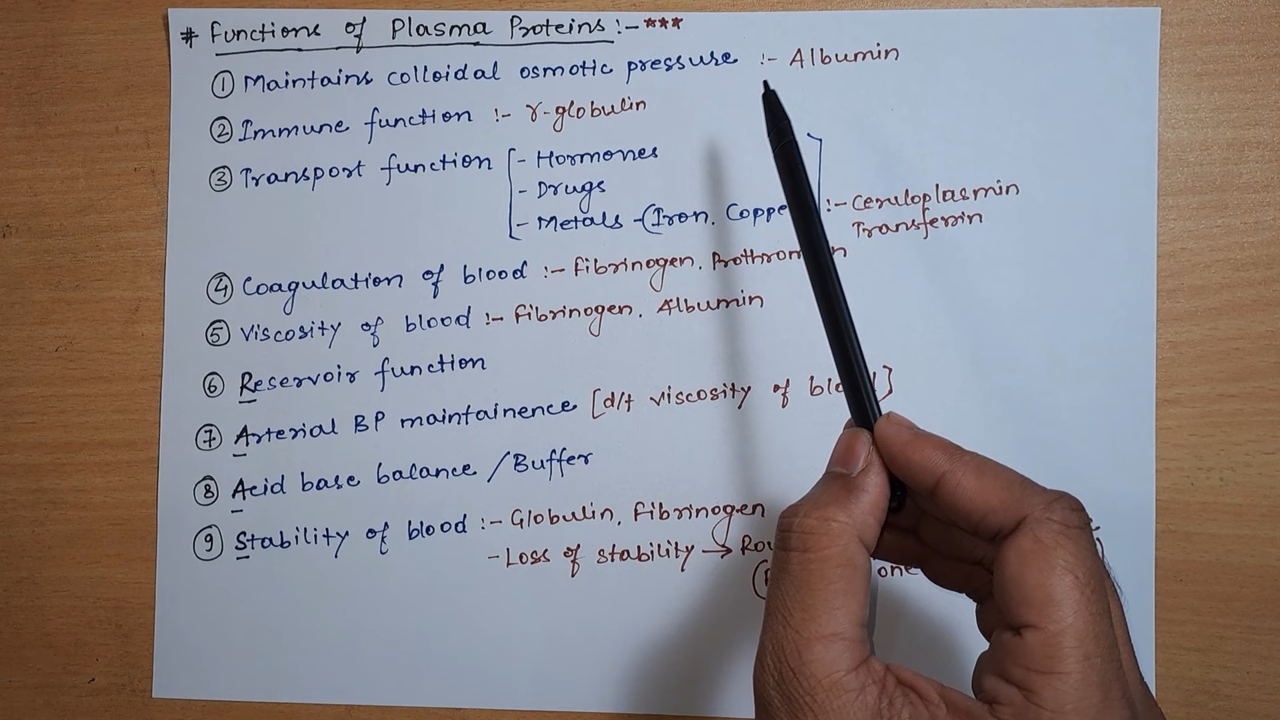 # Functions of Plasma Proteins :- ***
① Maintains colloidal osmotic pressure :- Albumin
② Immune function :- γ-globulin
③ Transport function
- Hormones
- Drugs
- Metals -(Iron, Coppe
:- Ceruloplasmin
Transferrin
④ Coagulation of blood :- Fibrinogen, Prothrom n
⑤ Viscosity of blood :- Fibrinogen, Albumin
⑥ Reservoir function
⑦ Arterial BP maintainence [d/t viscosity of bl d]
⑧ Acid base balance /Buffer
⑨ Stability of blood :- Globulin, Fibrinogen
- Loss of stability → Rou
one